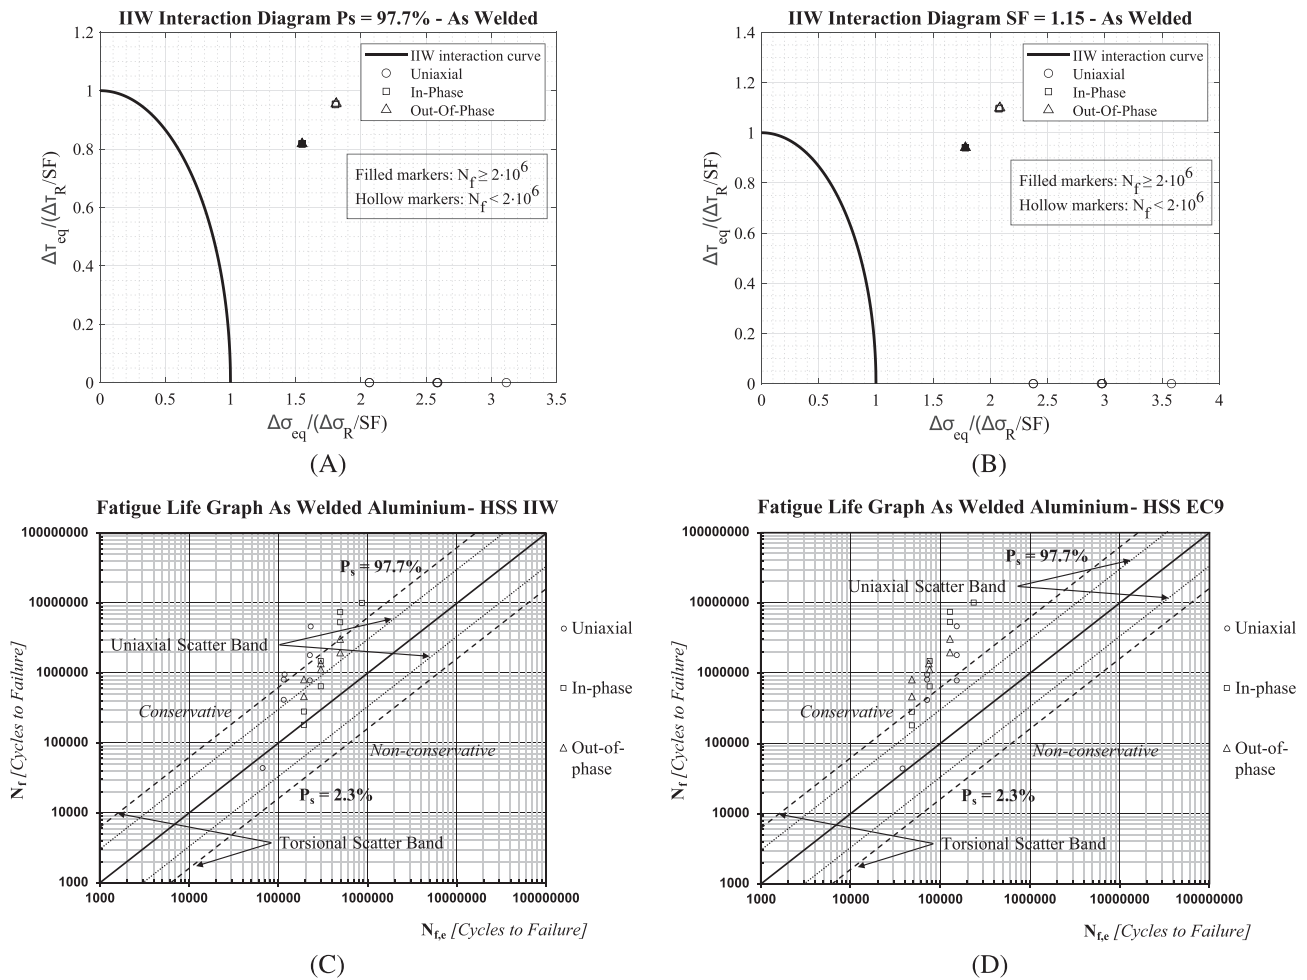 IIW Interaction Diagram Ps = 97.7% - As Welded
1.2
1
0.8
0.6
0.4
0.2
0
Δτeq/(ΔτR/SF)
IIW interaction curve
Uniaxial
In-Phase
Out-Of-Phase
Filled markers: Nf ≥ 2·10^6
Hollow markers: Nf < 2·10^6
0 0.5 1 1.5 2 2.5 3 3.5
Δσeq/(ΔσR/SF)
(A)
IIW Interaction Diagram SF = 1.15 - As Welded
1.4
1.2
1
0.8
0.6
0.4
0.2
0
Δτeq/(ΔτR/SF)
IIW interaction curve
Uniaxial
In-Phase
Out-Of-Phase
Filled markers: Nf ≥ 2·10^6
Hollow markers: Nf < 2·10^6
0 0.5 1 1.5 2 2.5 3 3.5 4
Δσeq/(ΔσR/SF)
(B)
Fatigue Life Graph As Welded Aluminium- HSS IIW
100000000
10000000
1000000
100000
10000
1000
Nf [Cycles to Failure]
Ps = 97.7%
Uniaxial Scatter Band
Conservative
Non-conservative
Ps = 2.3%
Torsional Scatter Band
Uniaxial
In-phase
Out-of-
phase
1000 10000 100000 1000000 10000000 100000000
Nf,e [Cycles to Failure]
(C)
Fatigue Life Graph As Welded Aluminium- HSS EC9
100000000
10000000
1000000
100000
10000
1000
Nf [Cycles to Failure]
Ps = 97.7%
Uniaxial Scatter Band
Conservative
Non-conservative
Ps = 2.3%
Torsional Scatter Band
Uniaxial
In-phase
Out-of-
phase
1000 10000 100000 1000000 10000000 100000000
Nf,e [Cycles to Failure]
(D)